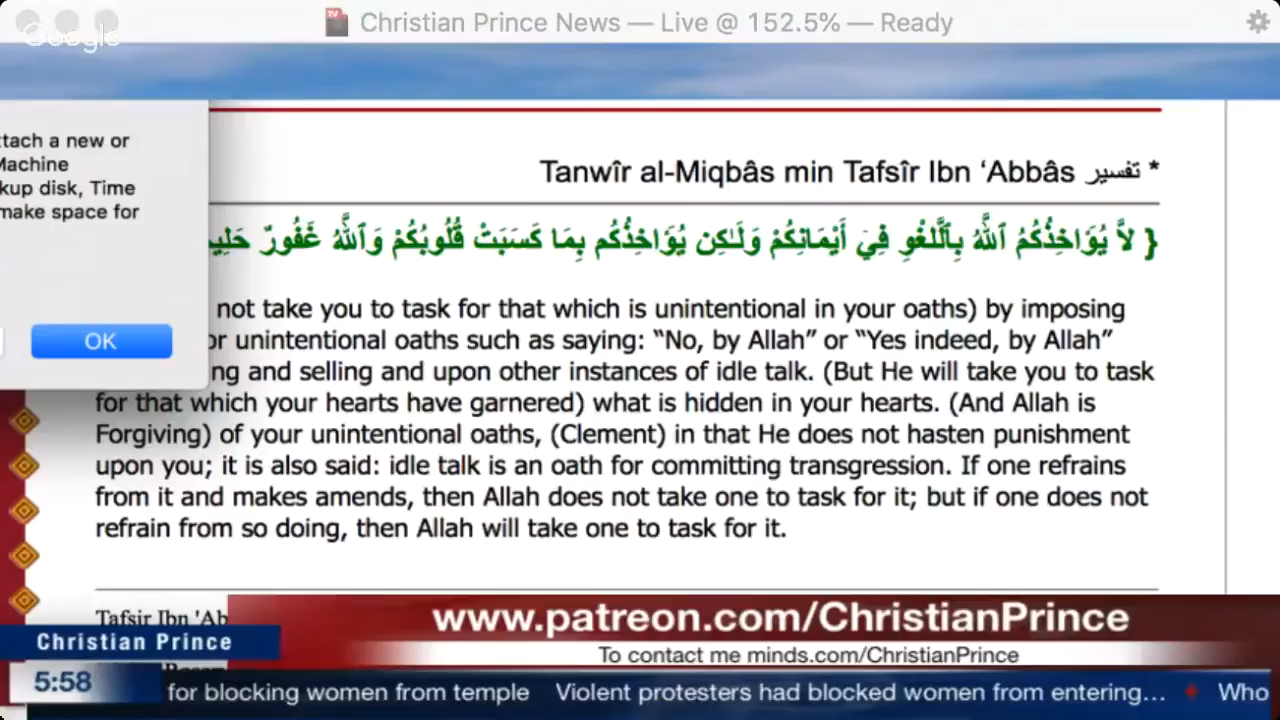 Christian Prince News — Live @ 152.5% — Ready
Google
ttach a new or
Machine
kup disk, Time
make space for
OK
Tanwîr al-Miqbâs min Tafsîr Ibn ‘Abbâs تفسير *
{ لاَّ يُؤَاخِذُكُمُ ٱللَّهُ بِٱللَّغْوِ فِيۤ أَيْمَانِكُمْ وَلَـٰكِن يُؤَاخِذُكُم بِمَا كَسَبَتْ قُلُوبُكُمْ وَٱللَّهُ غَفُورٌ حَلِي
not take you to task for that which is unintentional in your oaths) by imposing
or unintentional oaths such as saying: “No, by Allah” or “Yes indeed, by Allah”
ng and selling and upon other instances of idle talk. (But He will take you to task
for that which your hearts have garnered) what is hidden in your hearts. (And Allah is
Forgiving) of your unintentional oaths, (Clement) in that He does not hasten punishment
upon you; it is also said: idle talk is an oath for committing transgression. If one refrains
from it and makes amends, then Allah does not take one to task for it; but if one does not
refrain from so doing, then Allah will take one to task for it.
Tafsir Ibn 'Ab
www.patreon.com/ChristianPrince
Christian Prince
To contact me minds.com/ChristianPrince
5:58
for blocking women from temple Violent protesters had blocked women from entering... Who